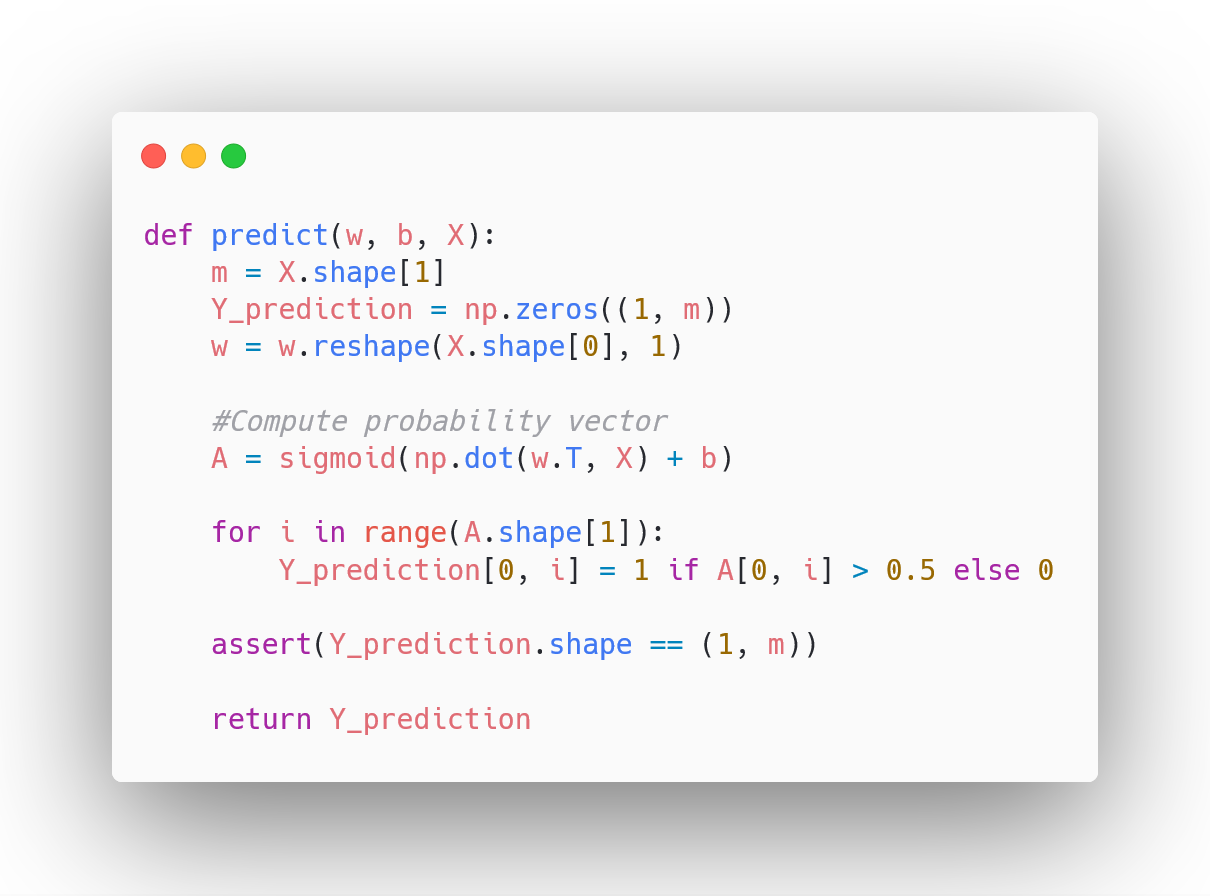 def predict(w, b, X):
    m = X.shape[1]
    Y_prediction = np.zeros((1, m))
    w = w.reshape(X.shape[0], 1)

    #Compute probability vector
    A = sigmoid(np.dot(w.T, X) + b)

    for i in range(A.shape[1]):
        Y_prediction[0, i] = 1 if A[0, i] > 0.5 else 0

    assert(Y_prediction.shape == (1, m))

    return Y_prediction